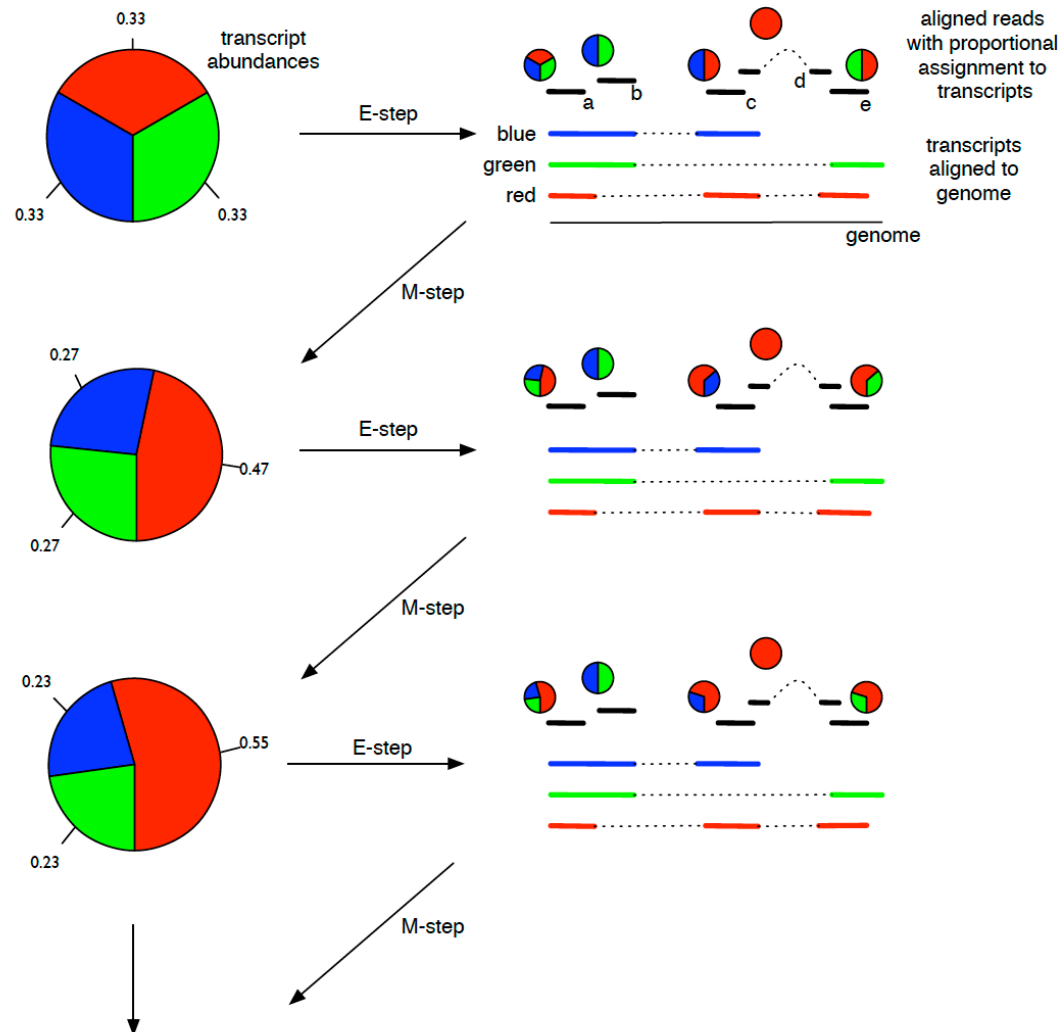 0.33
transcript
abundances
0.33
0.33
E-step
a
b
c
d
e
aligned reads
with proportional
assignment to
transcripts
blue
green
red
transcripts
aligned to
genome
genome
M-step
0.27
0.47
0.27
E-step
M-step
0.23
0.55
0.23
E-step
M-step